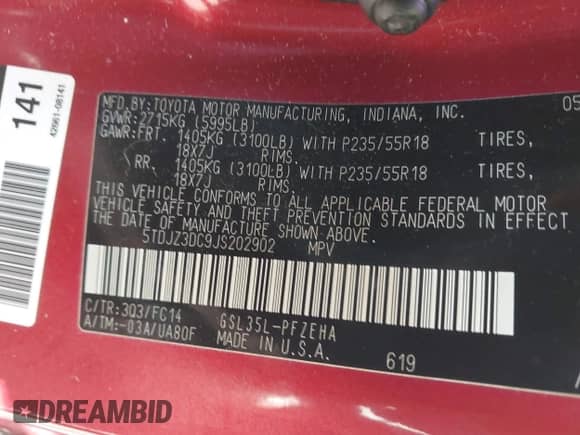 141
42661-08141
MFD.BY:TOYOTA MOTOR MANUFACTURING, INDIANA, INC. 05
GVWR:2715KG (5995LB)
GAWR:FRT. 1405KG (3100LB) WITH P235/55R18 TIRES,
18X7J RIMS.
RR. 1405KG (3100LB) WITH P235/55R18 TIRES,
18X7J RIMS.
THIS VEHICLE CONFORMS TO ALL APPLICABLE FEDERAL MOTOR
VEHICLE SAFETY AND THEFT PREVENTION STANDARDS IN EFFECT
ON THE DATE OF MANUFACTURE SHOWN ABOVE.
5TDJZ3DC9JS202902 MPV
C/TR:3Q3/FC14 GSL35L-PFZEHA
A/TM:-03A/UA80F MADE IN U.S.A.
619
DREAMBID